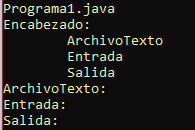 Programa1.java
Encabezado:
ArchivoTexto
Entrada
Salida
ArchivoTexto:
Entrada:
Salida: